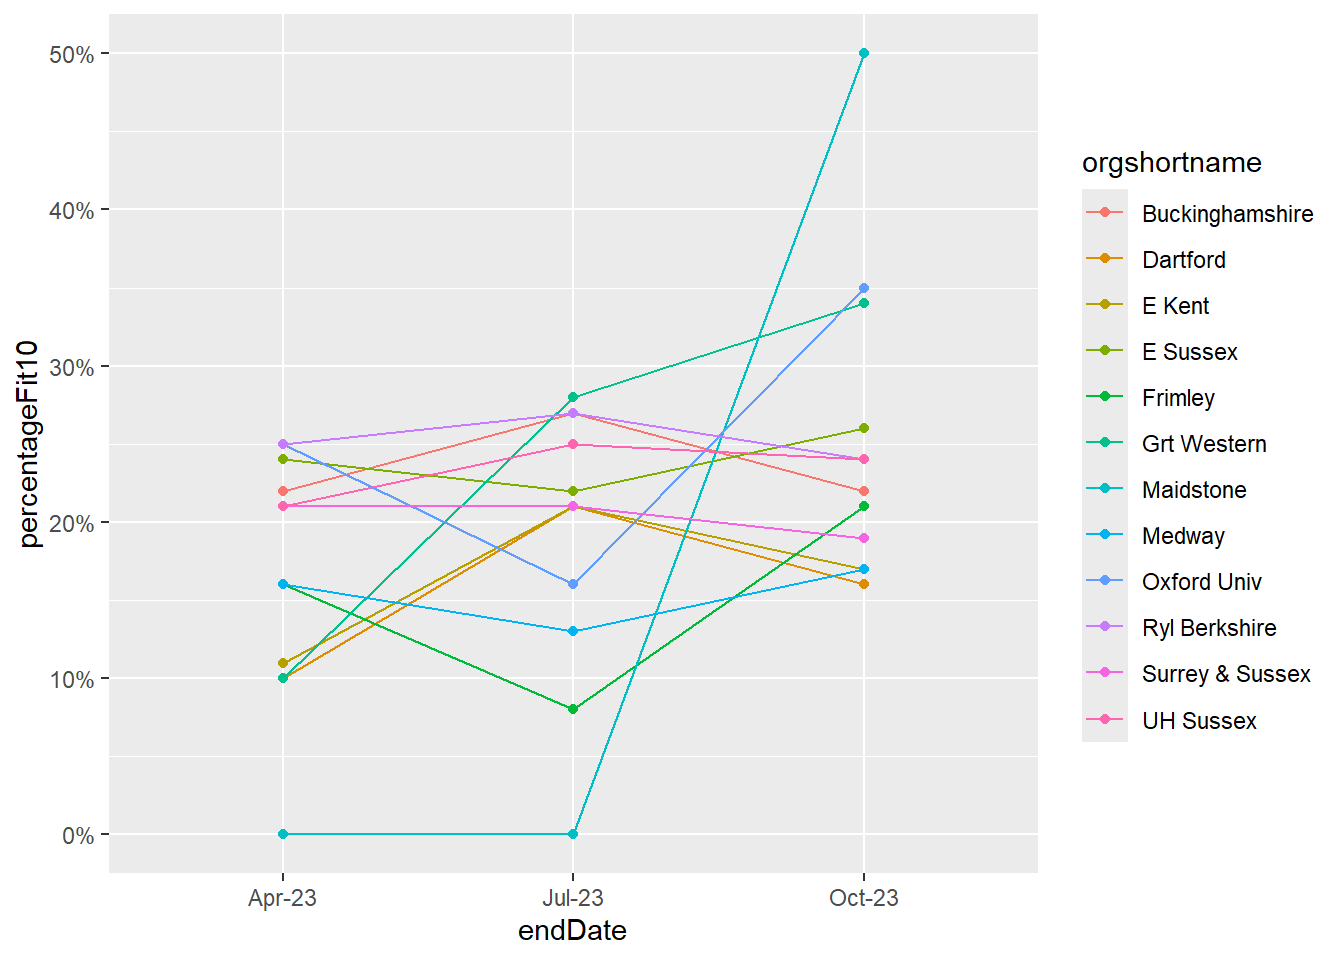 50%
40%
30%
20%
10%
0%
percentageFit10
Apr-23
Jul-23
Oct-23
endDate
orgshortname
Buckinghamshire
Dartford
E Kent
E Sussex
Frimley
Grt Western
Maidstone
Medway
Oxford Univ
Ryl Berkshire
Surrey & Sussex
UH Sussex